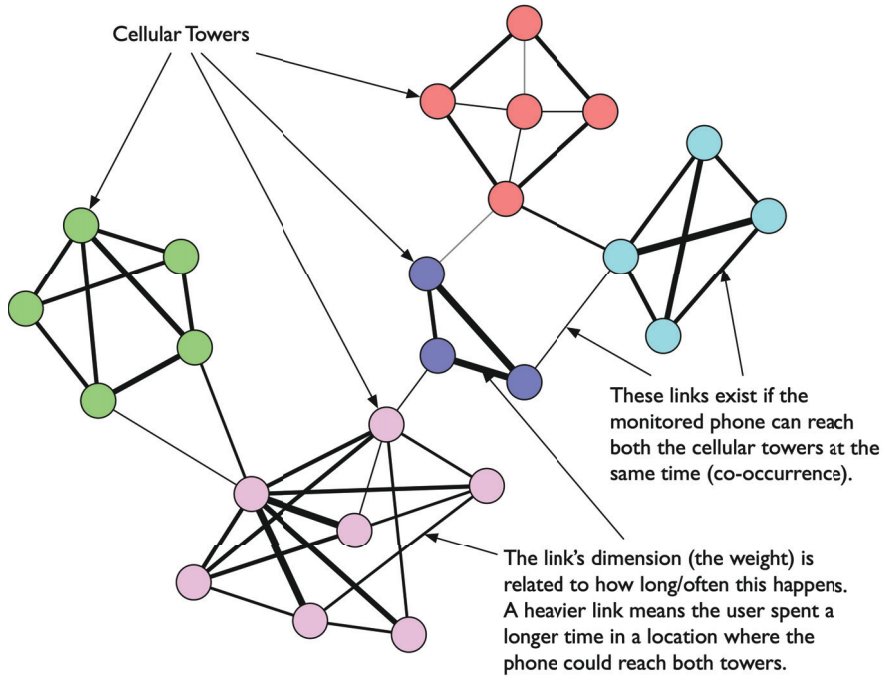 Cellular Towers
These links exist if the
monitored phone can reach
both the cellular towers at the
same time (co-occurrence).
The link's dimension (the weight) is
related to how long/often this happens.
A heavier link means the user spent a
longer time in a location where the
phone could reach both towers.